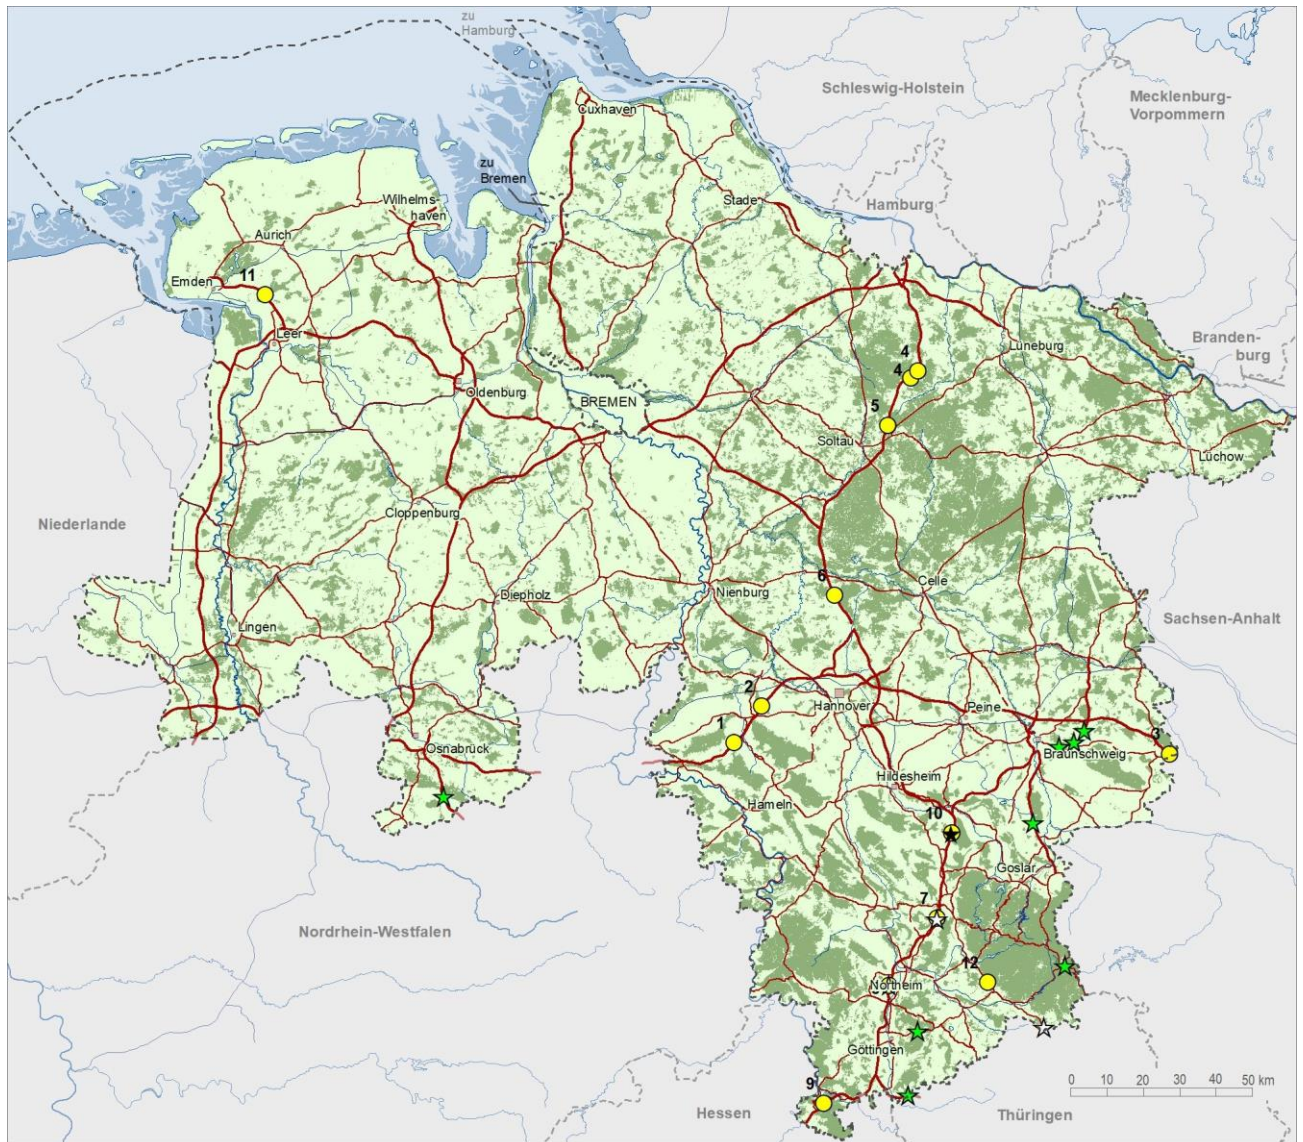 zu
Hamburg
Schleswig-Holstein
Mecklenburg-
Vorpommern
Cuxhaven
zu
Bremen
Wilhelms-
haven
Stade
Hamburg
Aurich
Emden
11
Leer
Lüneburg
Branden-
burg
4
4
Oldenburg
BREMEN
5
Soltau
Lüchow
Niederlande
Cloppenburg
6
Celle
Diepholz
Nienburg
Sachsen-Anhalt
Lingen
2
Hannover
Peine
1
3
Osnabrück
Braunschweig
Hildesheim
Hameln
10
Goslar
7
Nordrhein-Westfalen
12
Northeim
Göttingen
9
0 10 20 30 40 50 km
Hessen
Thüringen